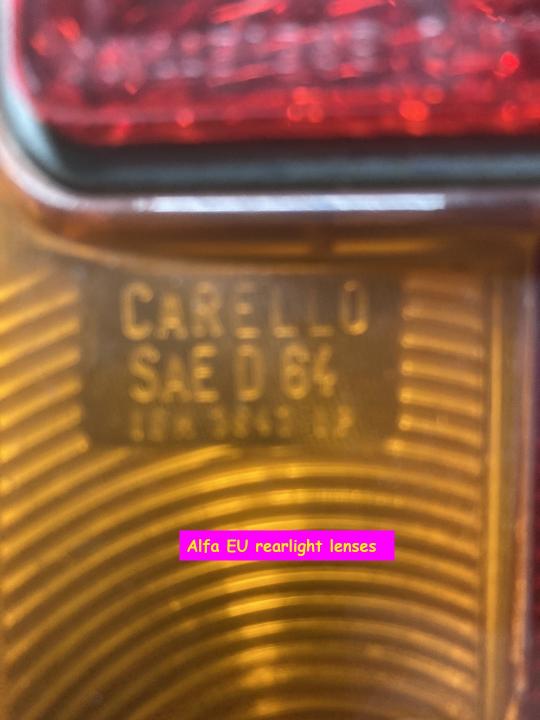 CARELLO
SAE D 64
Alfa EU rearlight lenses